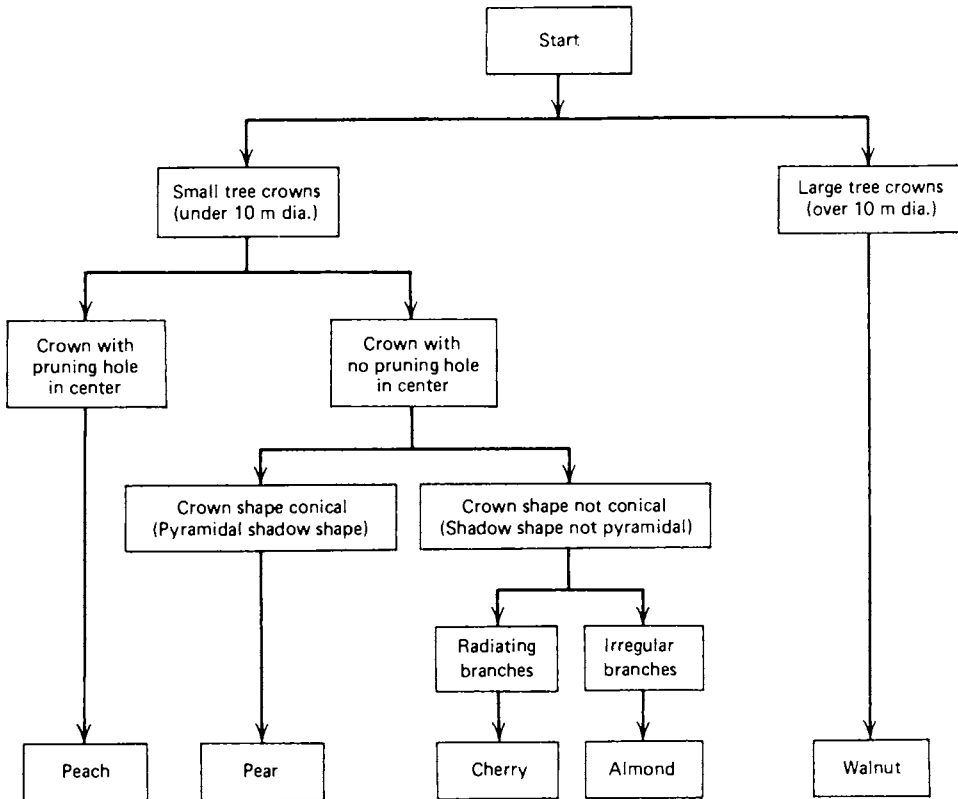 Start
Small tree crowns
(under 10 m dia.)
Large tree crowns
(over 10 m dia.)
Crown with
pruning hole
in center
Crown with
no pruning hole
in center
Crown shape conical
(Pyramidal shadow shape)
Crown shape not conical
(Shadow shape not pyramidal)
Radiating
branches
Irregular
branches
Peach
Pear
Cherry
Almond
Walnut